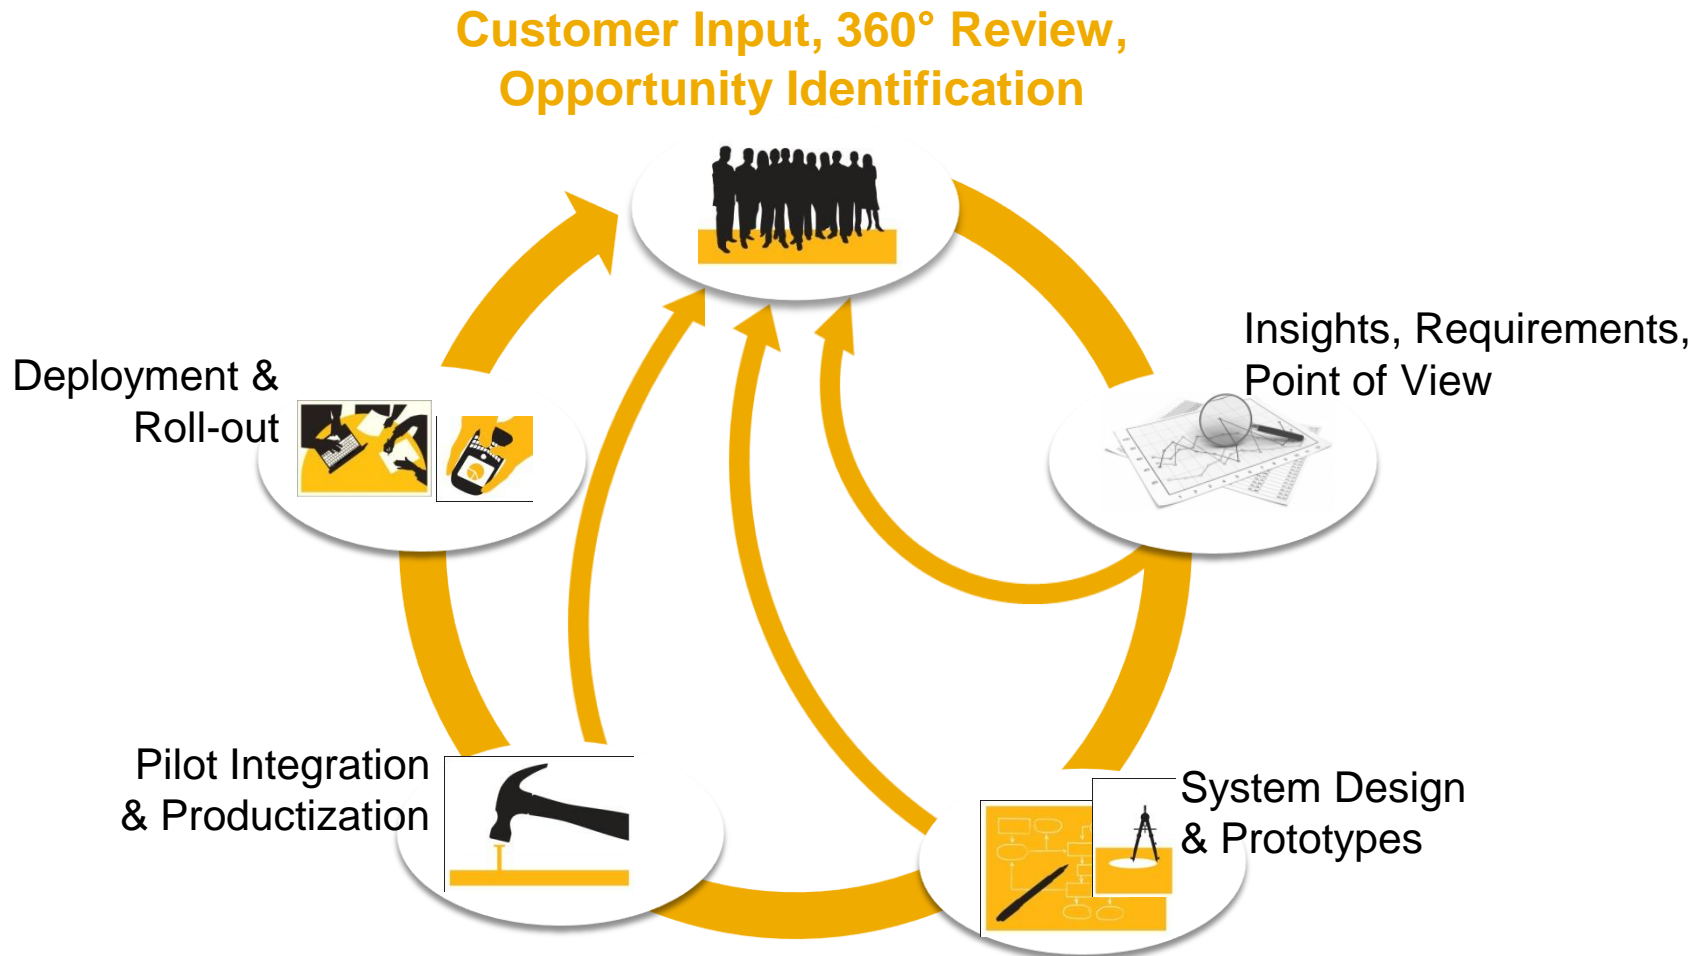 Customer Input, 360° Review,
Opportunity Identification
Insights, Requirements,
Point of View
Deployment &
Roll-out
Pilot Integration
& Productization
System Design
& Prototypes